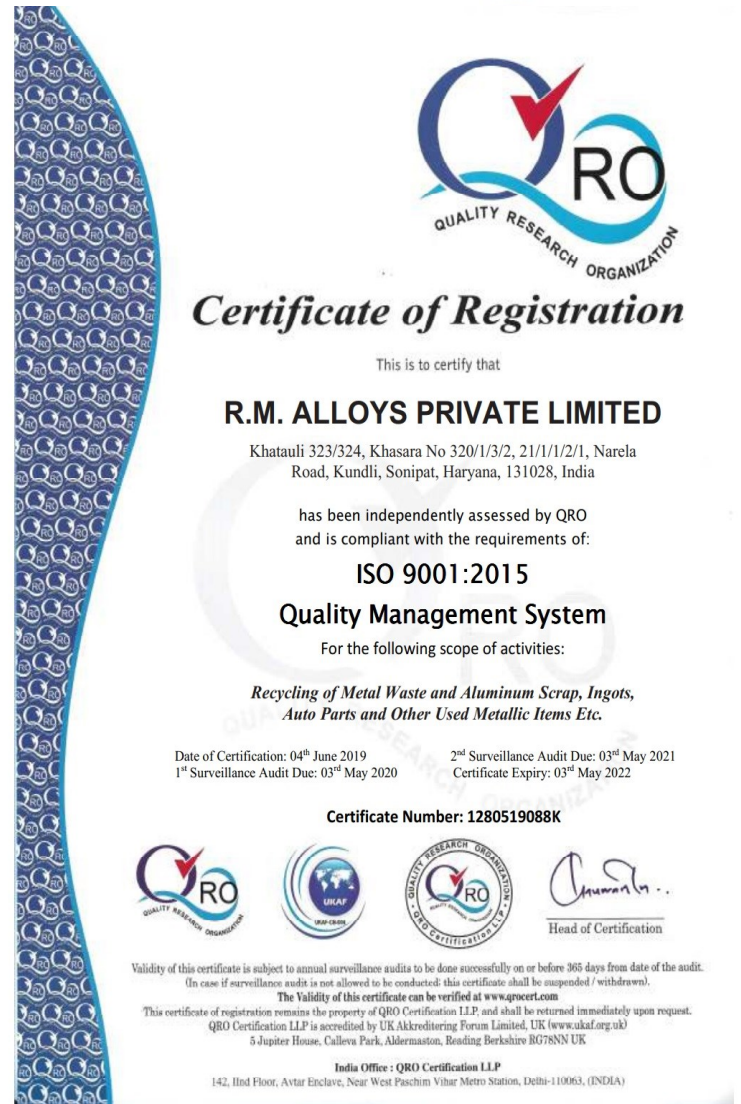 QRO
QUALITY RESEARCH ORGANIZATION
Certificate of Registration
This is to certify that
R.M. ALLOYS PRIVATE LIMITED
Khatauli 323/324, Khasara No 320/1/3/2, 21/1/1/2/1, Narela
Road, Kundli, Sonipat, Haryana, 131028, India
has been independently assessed by QRO
and is compliant with the requirements of:
ISO 9001:2015
Quality Management System
For the following scope of activities:
Recycling of Metal Waste and Aluminum Scrap, Ingots,
Auto Parts and Other Used Metallic Items Etc.
Date of Certification: 04th June 2019
1st Surveillance Audit Due: 03rd May 2020
2nd Surveillance Audit Due: 03rd May 2021
Certificate Expiry: 03rd May 2022
Certificate Number: 1280519088K
QRO
QUALITY RESEARCH ORGANIZATION
UKAF
QUALITY RESEARCH ORGANIZATION
QRO
QRO Certification LLP
Head of Certification
Validity of this certificate is subject to annual surveillance audits to be done successfully on or before 365 days from date of the audit.
(In case if surveillance audit is not allowed to be conducted; this certificate shall be suspended / withdrawn).
The Validity of this certificate can be verified at www.qrocert.com
This certificate of registration remains the property of QRO Certification LLP, and shall be returned immediately upon request.
QRO Certification LLP is accredited by UK Akkreditering Forum Limited, UK (www.ukaf.org.uk)
5 Jupiter House, Calleva Park, Aldermaston, Reading Berkshire RG78NN UK
India Office : QRO Certification LLP
142, IInd Floor, Avtar Enclave, Near West Paschim Vihar Metro Station, Delhi-110063, (INDIA)